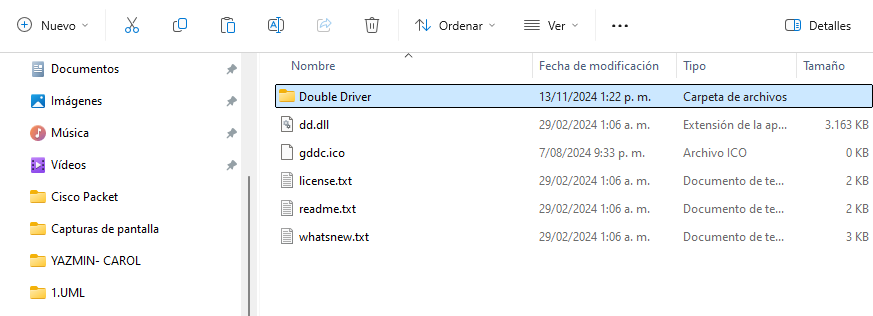 Nuevo Ordenar Ver ... Detalles
Nombre Fecha de modificación Tipo Tamaño
Documentos
Imágenes
Música
Vídeos
Cisco Packet
Capturas de pantalla
YAZMIN- CAROL
1.UML
Double Driver 13/11/2024 1:22 p. m. Carpeta de archivos
dd.dll 29/02/2024 1:06 a. m. Extensión de la ap... 3.163 KB
gddc.ico 7/08/2024 9:33 p. m. Archivo ICO 0 KB
license.txt 29/02/2024 1:06 a. m. Documento de te... 2 KB
readme.txt 29/02/2024 1:06 a. m. Documento de te... 2 KB
whatsnew.txt 29/02/2024 1:06 a. m. Documento de te... 3 KB